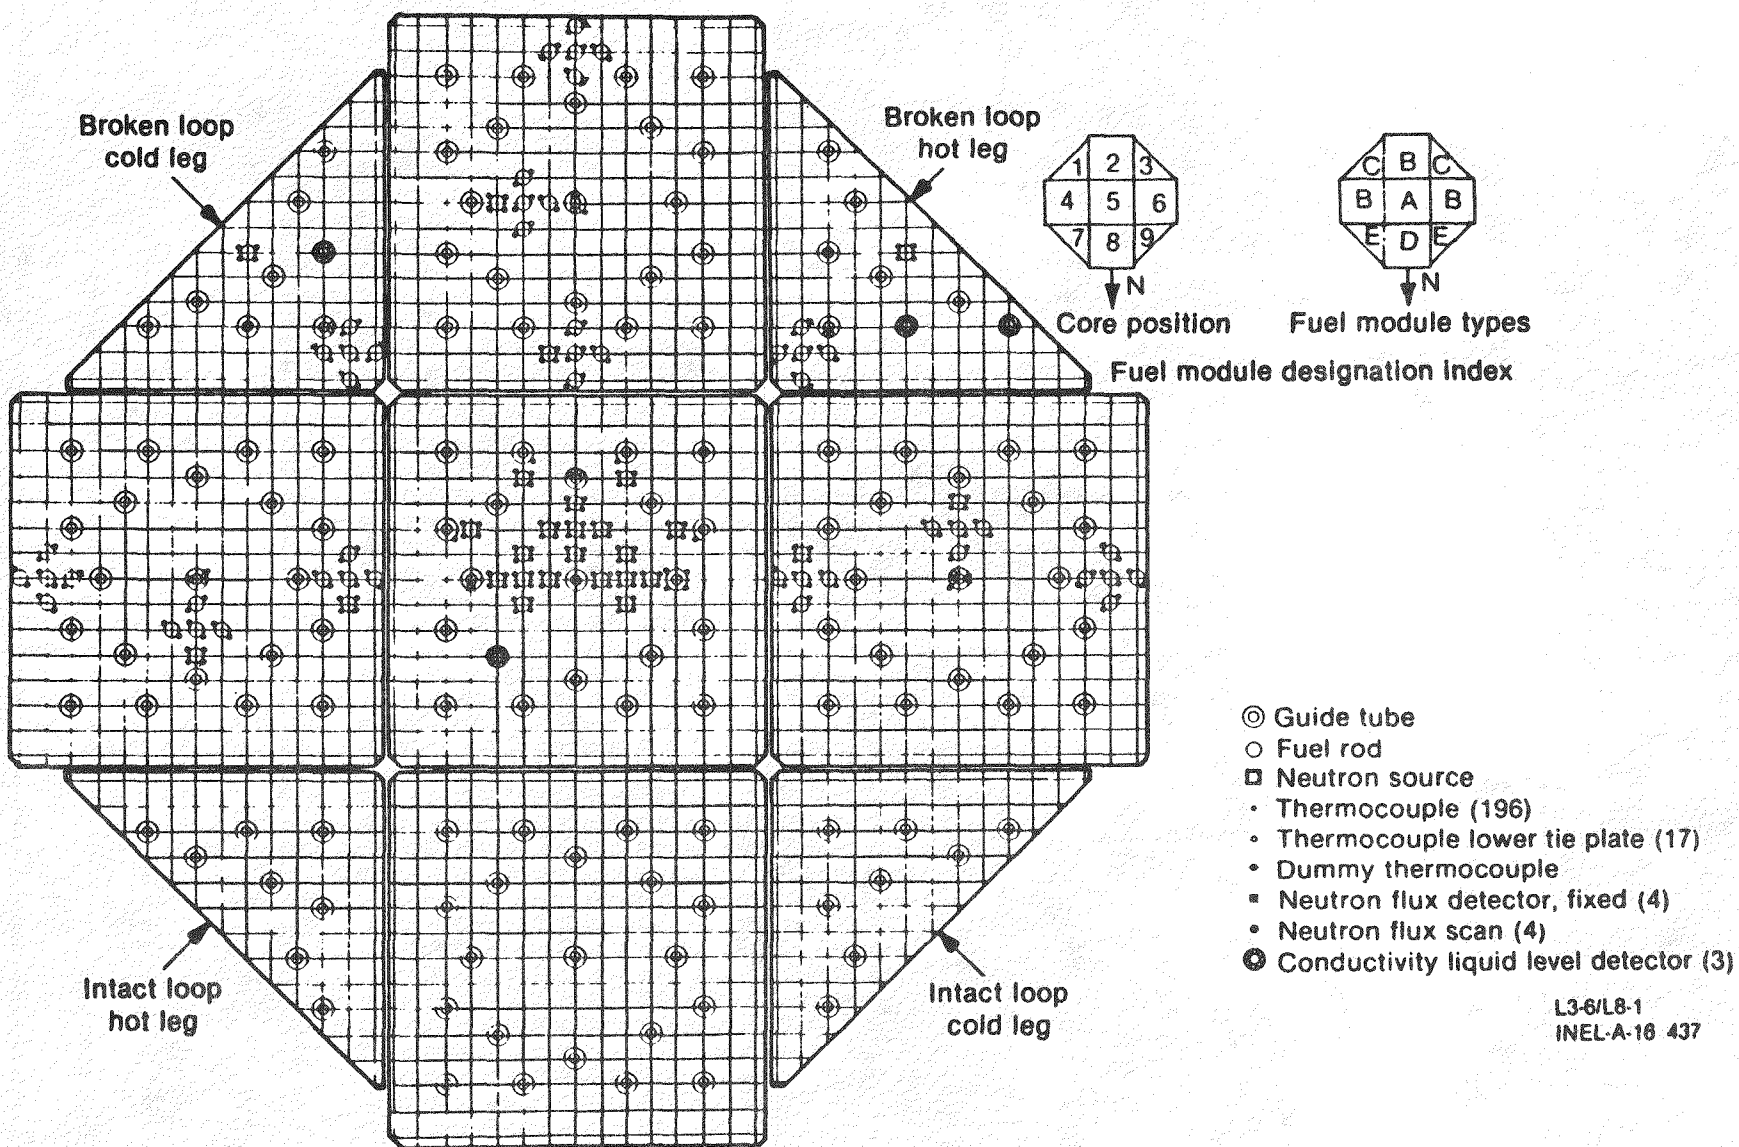 Broken loop
cold leg
Broken loop
hot leg
1 2 3
4 5 6
7 8 9
N
Core position
C B C
B A B
E D E
N
Fuel module types
Fuel module designation index
Guide tube
Fuel rod
Neutron source
Thermocouple (196)
Thermocouple lower tie plate (17)
Dummy thermocouple
Neutron flux detector, fixed (4)
Neutron flux scan (4)
Conductivity liquid level detector (3)
Intact loop
hot leg
Intact loop
cold leg
L3-6/L8-1
INEL-A-16 437